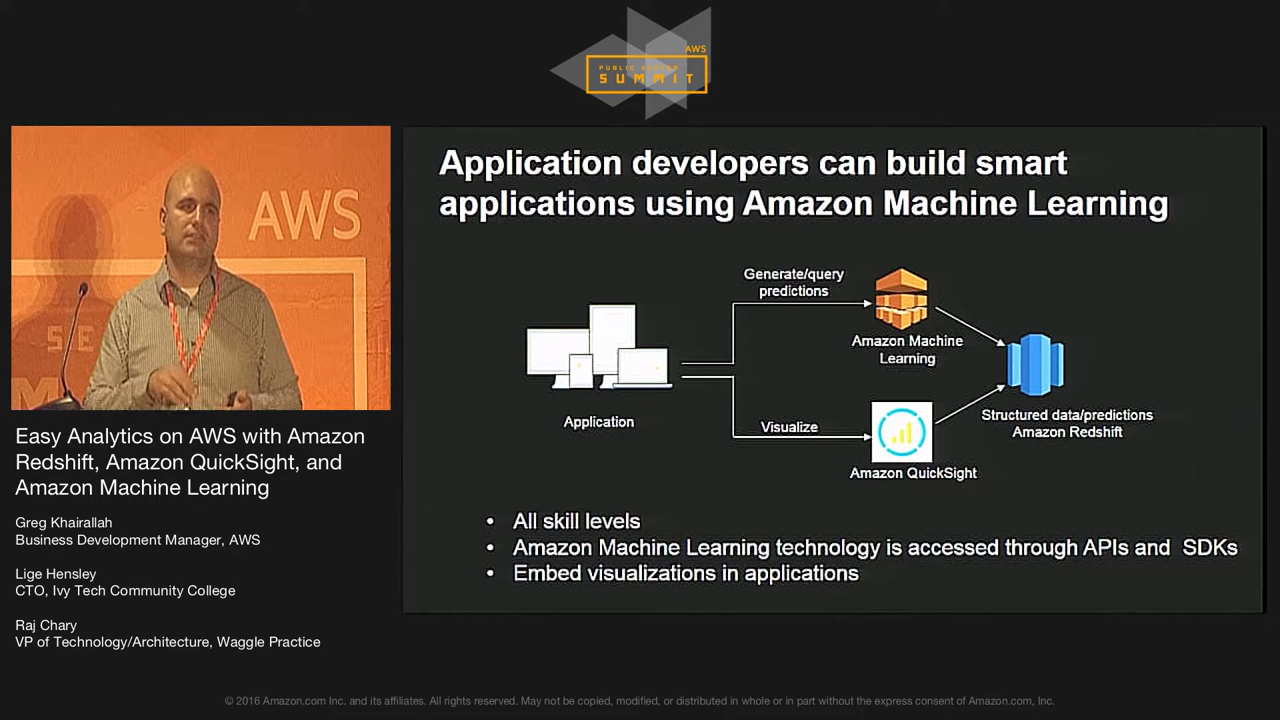 AWS
PUBLIC SECTOR
SUMMIT
AWS
SE
M
Application developers can build smart
applications using Amazon Machine Learning
Generate/query
predictions
Amazon Machine
Learning
Application
Visualize
Structured data/predictions
Amazon Redshift
Amazon QuickSight
• All skill levels
• Amazon Machine Learning technology is accessed through APIs and SDKs
• Embed visualizations in applications
Easy Analytics on AWS with Amazon
Redshift, Amazon QuickSight, and
Amazon Machine Learning
Greg Khairallah
Business Development Manager, AWS
Lige Hensley
CTO, Ivy Tech Community College
Raj Chary
VP of Technology/Architecture, Waggle Practice
© 2016 Amazon.com Inc. and its affiliates. All rights reserved. May not be copied, modified, or distributed in whole or in part without the express consent of Amazon.com, Inc.